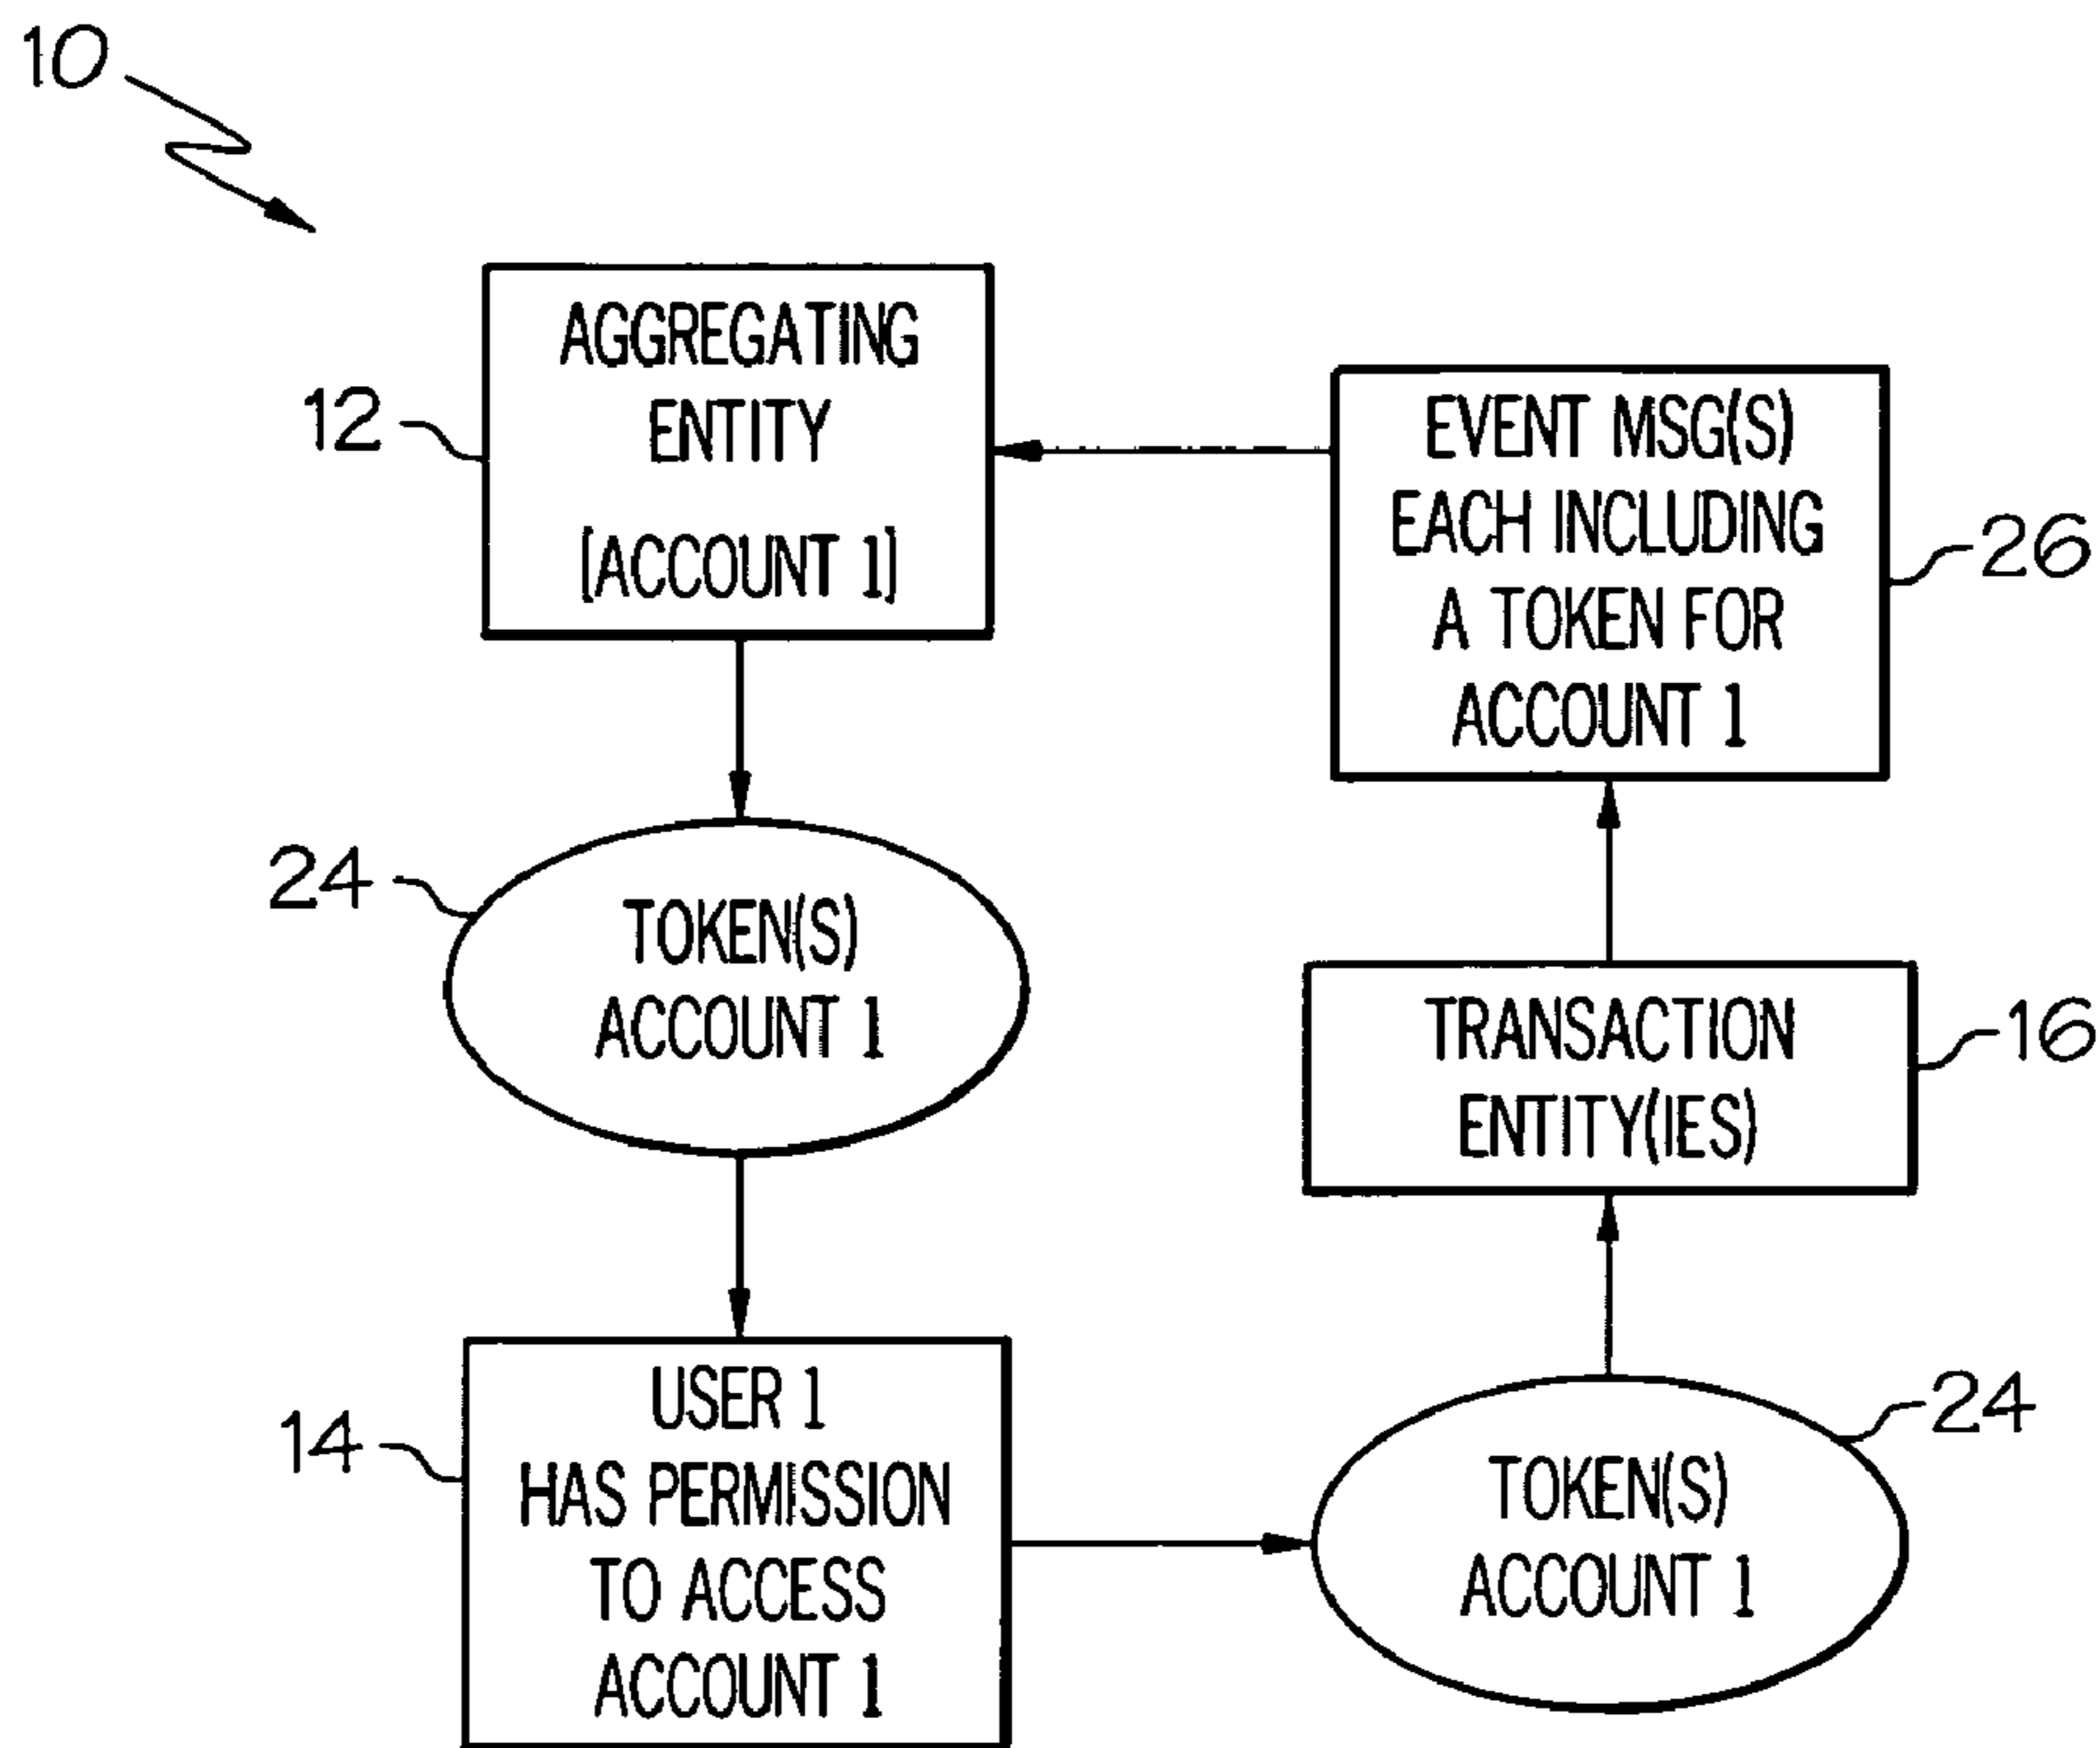 10
AGGREGATING
ENTITY
[ACCOUNT 1]
12
EVENT MSG(S)
EACH INCLUDING
A TOKEN FOR
ACCOUNT 1
26
24
TOKEN(S)
ACCOUNT 1
TRANSACTION
ENTITY(IES)
16
14
USER 1
HAS PERMISSION
TO ACCESS
ACCOUNT 1
TOKEN(S)
ACCOUNT 1
24